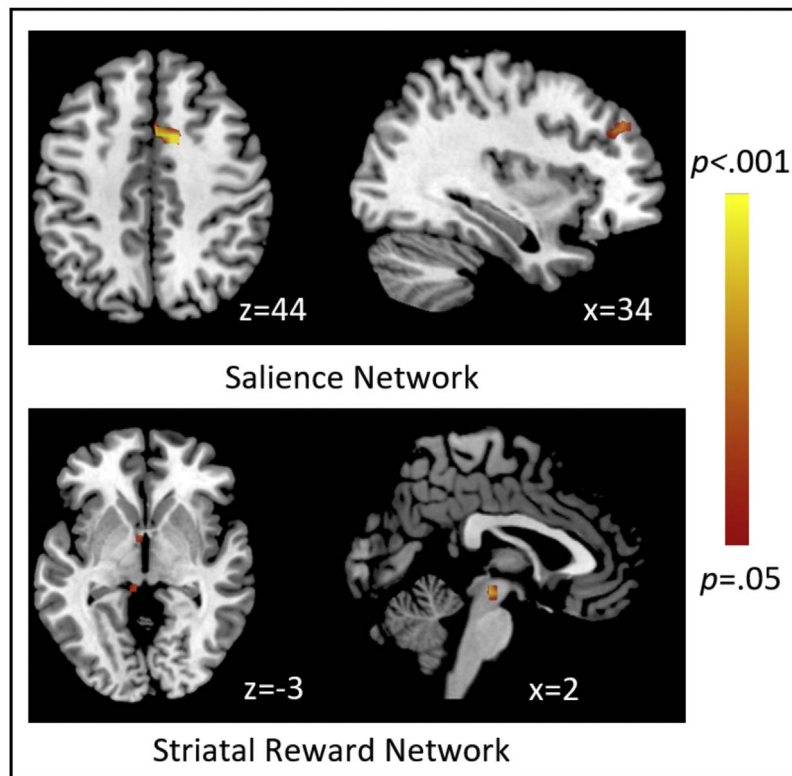 z=44
x=34
Salience Network
p<.001
p=.05
z=-3
x=2
Striatal Reward Network